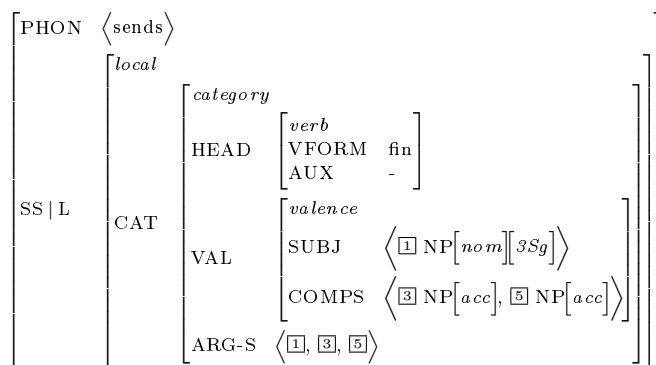 PHON ⟨sends⟩
local
category
HEAD verb
VFORM fin
AUX -
SS | L
CAT
VAL valence
SUBJ ⟨1 NP[nom][3Sg]⟩
COMPS ⟨3 NP[acc], 5 NP[acc]⟩
ARG-S ⟨1, 3, 5⟩